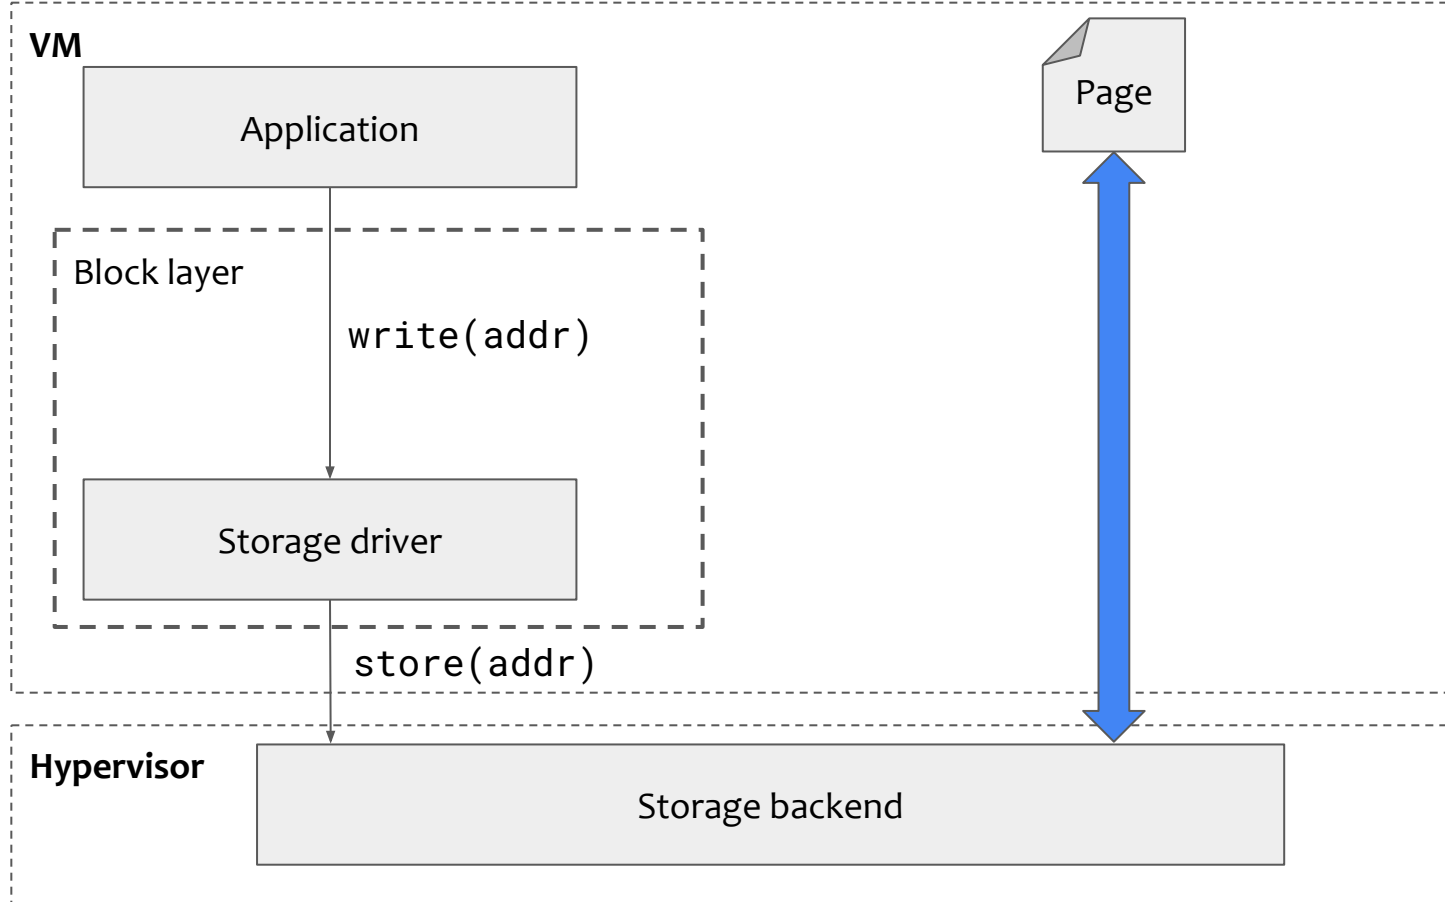 VM
Page
Application
Block layer
write(addr)
Storage driver
store(addr)
Hypervisor
Storage backend